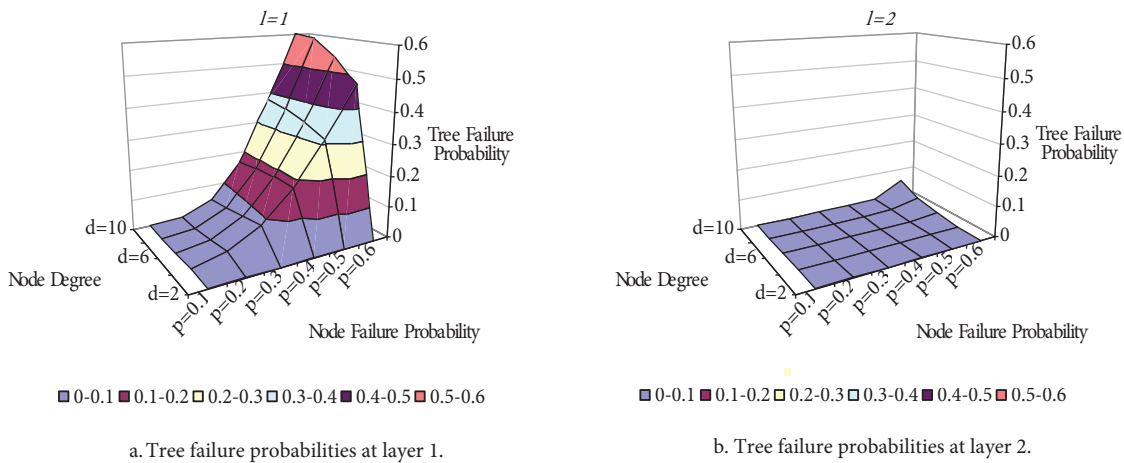 l=1
0.6
0.5
0.4
0.3
0.2
0.1
0
Tree Failure
Probability
d=10
d=6
d=2
Node Degree
p=0.1
p=0.2
p=0.3
p=0.4
p=0.5
p=0.6
Node Failure Probability
0-0.1 0.1-0.2 0.2-0.3 0.3-0.4 0.4-0.5 0.5-0.6
a. Tree failure probabilities at layer 1.
l=2
0.6
0.5
0.4
0.3
0.2
0.1
0
Tree Failure
Probability
d=10
d=6
d=2
Node Degree
p=0.1
p=0.2
p=0.3
p=0.4
p=0.5
p=0.6
Node Failure Probability
0-0.1 0.1-0.2 0.2-0.3 0.3-0.4 0.4-0.5 0.5-0.6
b. Tree failure probabilities at layer 2.